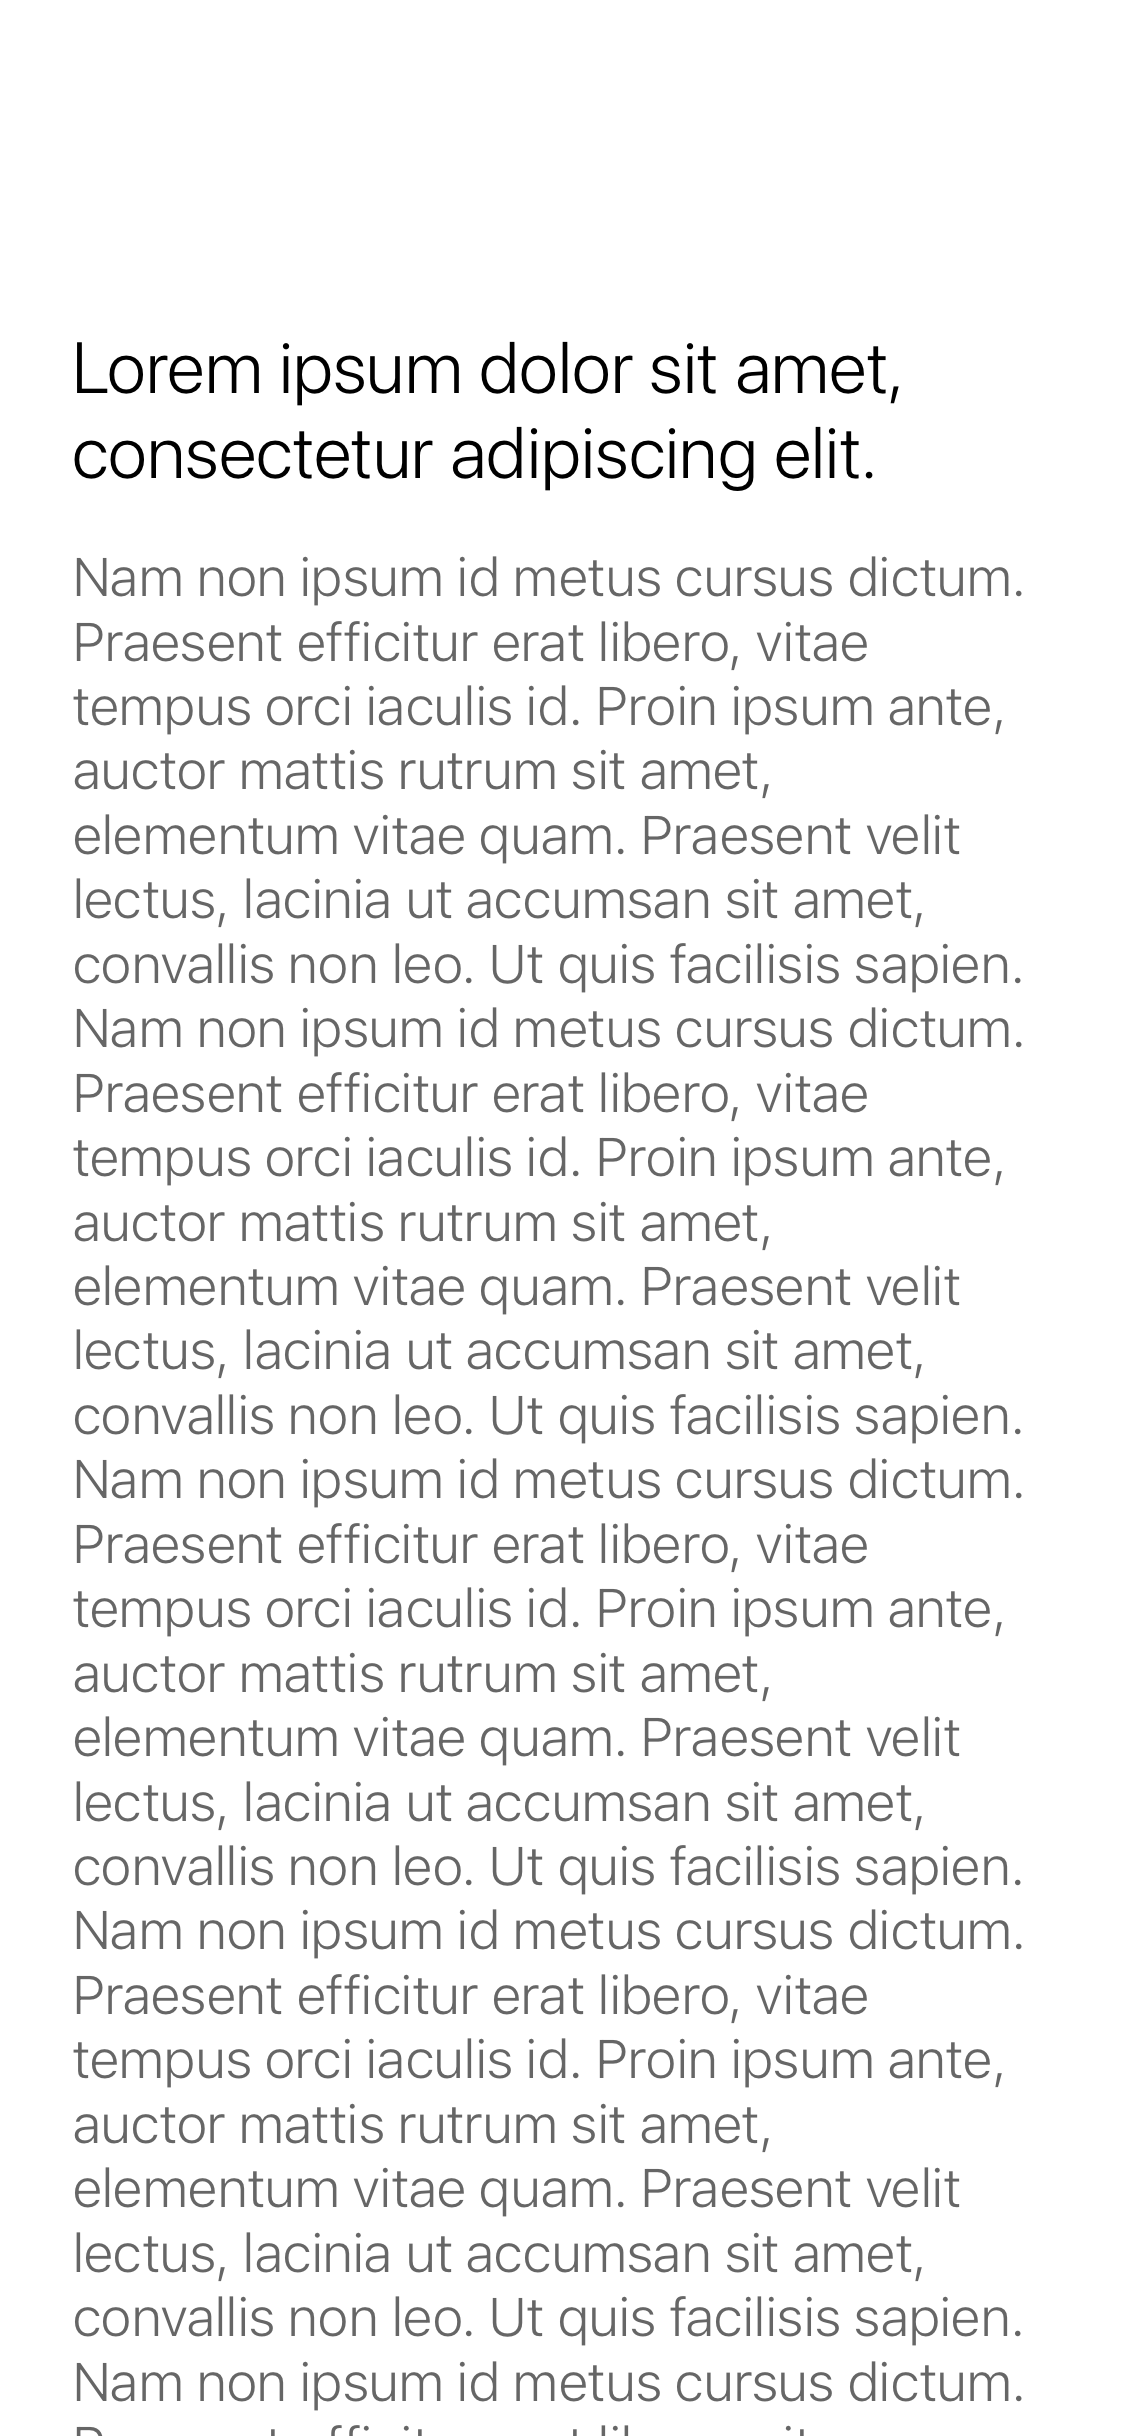 Lorem ipsum dolor sit amet,
consectetur adipiscing elit.
Nam non ipsum id metus cursus dictum.
Praesent efficitur erat libero, vitae
tempus orci iaculis id. Proin ipsum ante,
auctor mattis rutrum sit amet,
elementum vitae quam. Praesent velit
lectus, lacinia ut accumsan sit amet,
convallis non leo. Ut quis facilisis sapien.
Nam non ipsum id metus cursus dictum.
Praesent efficitur erat libero, vitae
tempus orci iaculis id. Proin ipsum ante,
auctor mattis rutrum sit amet,
elementum vitae quam. Praesent velit
lectus, lacinia ut accumsan sit amet,
convallis non leo. Ut quis facilisis sapien.
Nam non ipsum id metus cursus dictum.
Praesent efficitur erat libero, vitae
tempus orci iaculis id. Proin ipsum ante,
auctor mattis rutrum sit amet,
elementum vitae quam. Praesent velit
lectus, lacinia ut accumsan sit amet,
convallis non leo. Ut quis facilisis sapien.
Nam non ipsum id metus cursus dictum.
Praesent efficitur erat libero, vitae
tempus orci iaculis id. Proin ipsum ante,
auctor mattis rutrum sit amet,
elementum vitae quam. Praesent velit
lectus, lacinia ut accumsan sit amet,
convallis non leo. Ut quis facilisis sapien.
Nam non ipsum id metus cursus dictum.